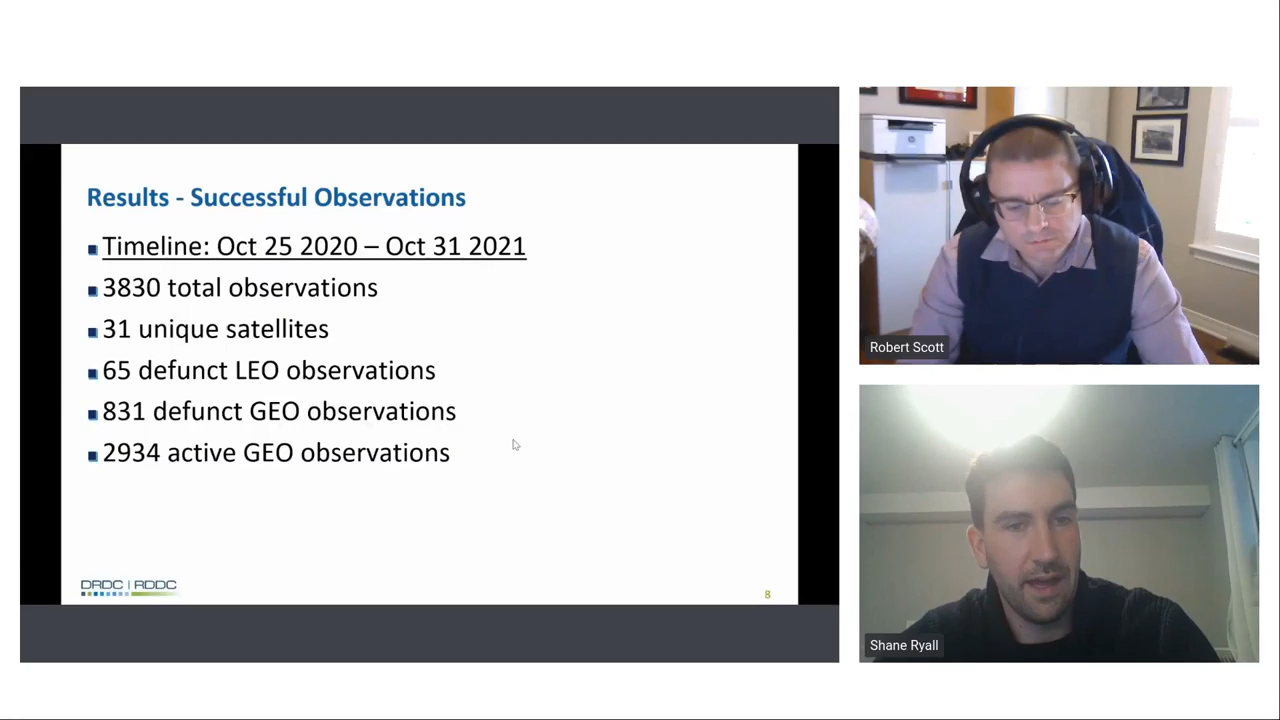 Results - Successful Observations
Timeline: Oct 25 2020 – Oct 31 2021
3830 total observations
31 unique satellites
65 defunct LEO observations
831 defunct GEO observations
2934 active GEO observations
DRDC | RDDC
8
Robert Scott
Shane Ryall